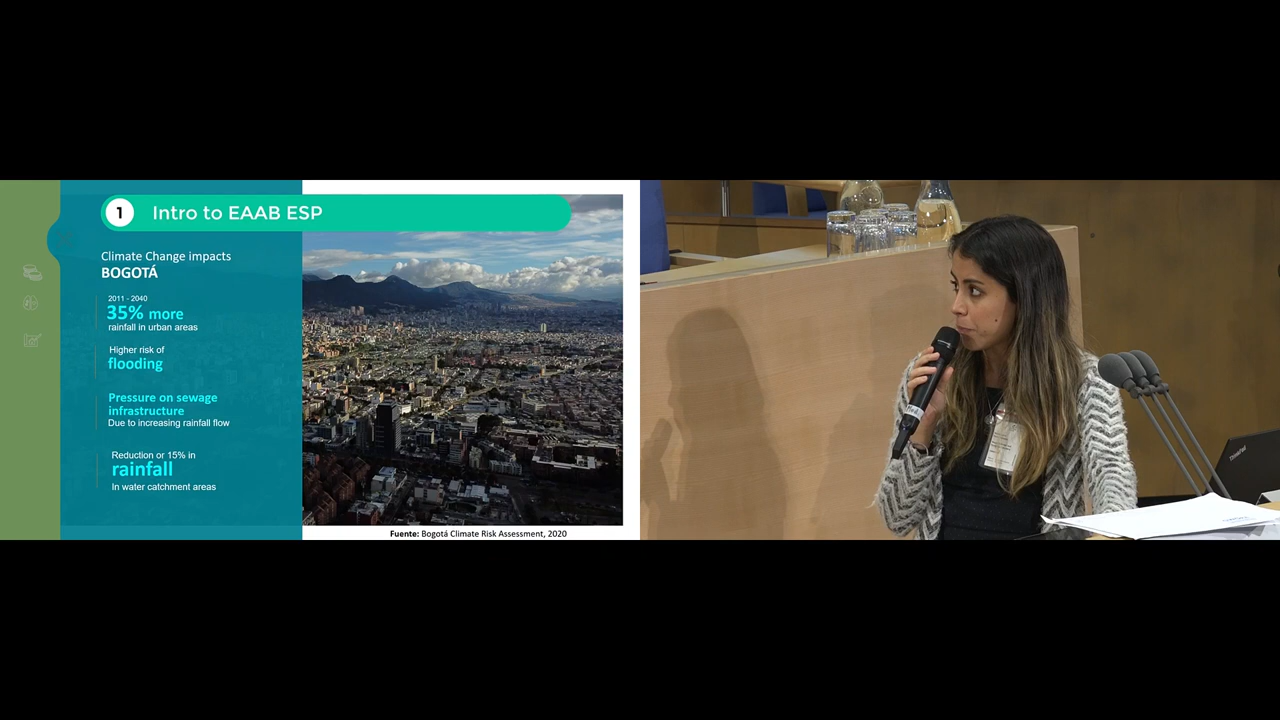 1 Intro to EAAB ESP
Climate Change impacts
BOGOTÁ
2011 - 2040
35% more
rainfall in urban areas
Higher risk of
flooding
Pressure on sewage
infrastructure
Due to increasing rainfall flow
Reduction or 15% in
rainfall
In water catchment areas
Fuente: Bogotá Climate Risk Assessment, 2020
ThinkPad